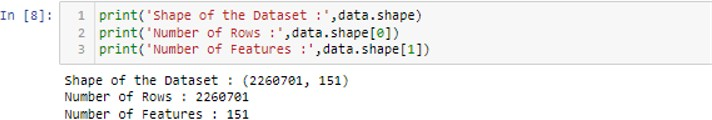 In [8]:
1 print('Shape of the Dataset :',data.shape)
2 print('Number of Rows :',data.shape[0])
3 print('Number of Features :',data.shape[1])
Shape of the Dataset : (2260701, 151)
Number of Rows : 2260701
Number of Features : 151